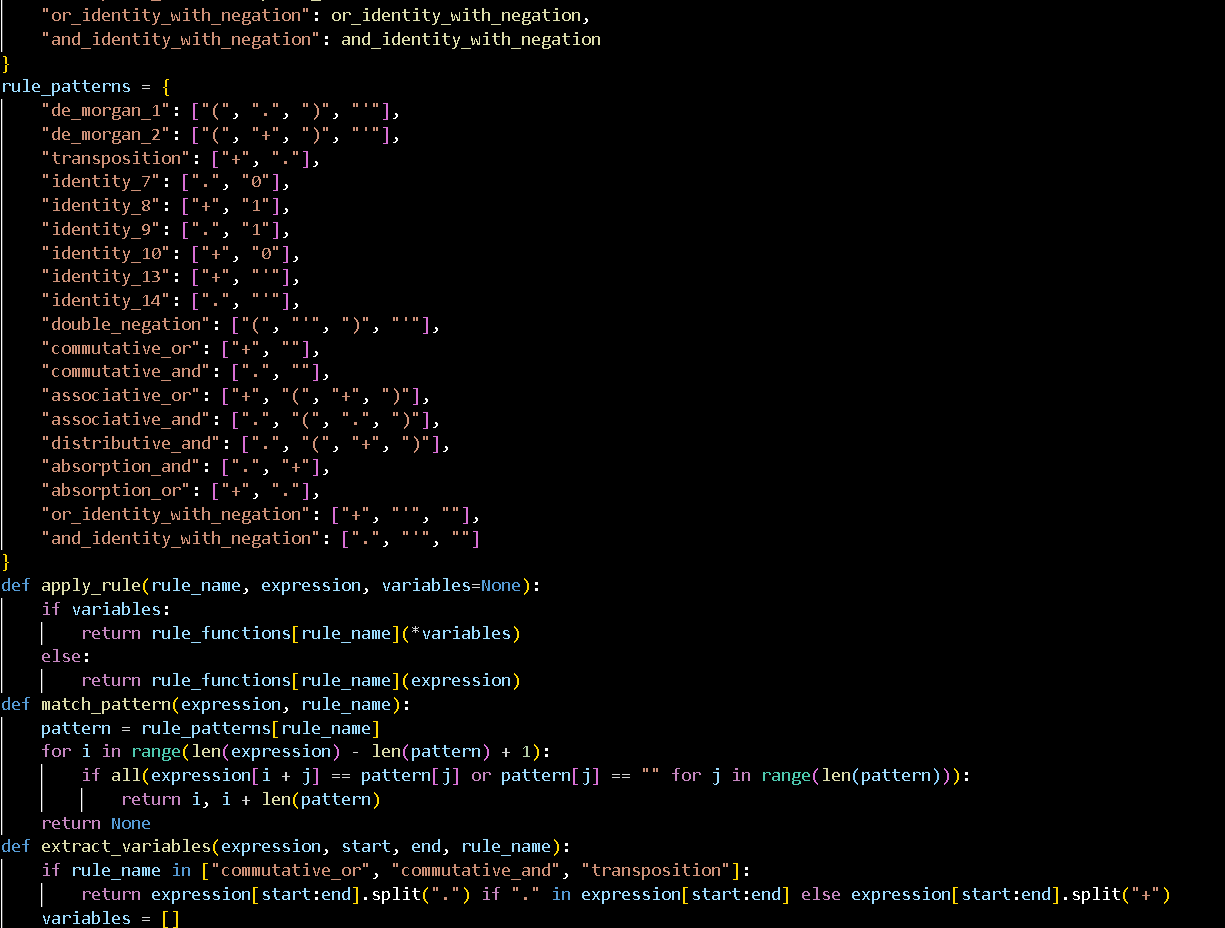 "or_identity_with_negation": or_identity_with_negation,
    "and_identity_with_negation": and_identity_with_negation
}
rule_patterns = {
    "de_morgan_1": ["(", ".", ")", "'"],
    "de_morgan_2": ["(", "+", ")", "'"],
    "transposition": ["+", "."],
    "identity_7": [".", "0"],
    "identity_8": ["+", "1"],
    "identity_9": [".", "1"],
    "identity_10": ["+", "0"],
    "identity_13": ["+", "'"],
    "identity_14": [".", "'"],
    "double_negation": ["(", "'", ")", "'"],
    "commutative_or": ["+", ""],
    "commutative_and": [".", ""],
    "associative_or": ["+", "(", "+", ")"],
    "associative_and": [".", "(", ".", ")"],
    "distributive_and": [".", "(", "+", ")"],
    "absorption_and": [".", "+"],
    "absorption_or": ["+", "."],
    "or_identity_with_negation": ["+", "'", ""],
    "and_identity_with_negation": [".", "'", ""]
}
def apply_rule(rule_name, expression, variables=None):
    if variables:
        return rule_functions[rule_name](*variables)
    else:
        return rule_functions[rule_name](expression)
def match_pattern(expression, rule_name):
    pattern = rule_patterns[rule_name]
    for i in range(len(expression) - len(pattern) + 1):
        if all(expression[i + j] == pattern[j] or pattern[j] == "" for j in range(len(pattern))):
            return i, i + len(pattern)
    return None
def extract_variables(expression, start, end, rule_name):
    if rule_name in ["commutative_or", "commutative_and", "transposition"]:
        return expression[start:end].split(".") if "." in expression[start:end] else expression[start:end].split("+")
    variables = []